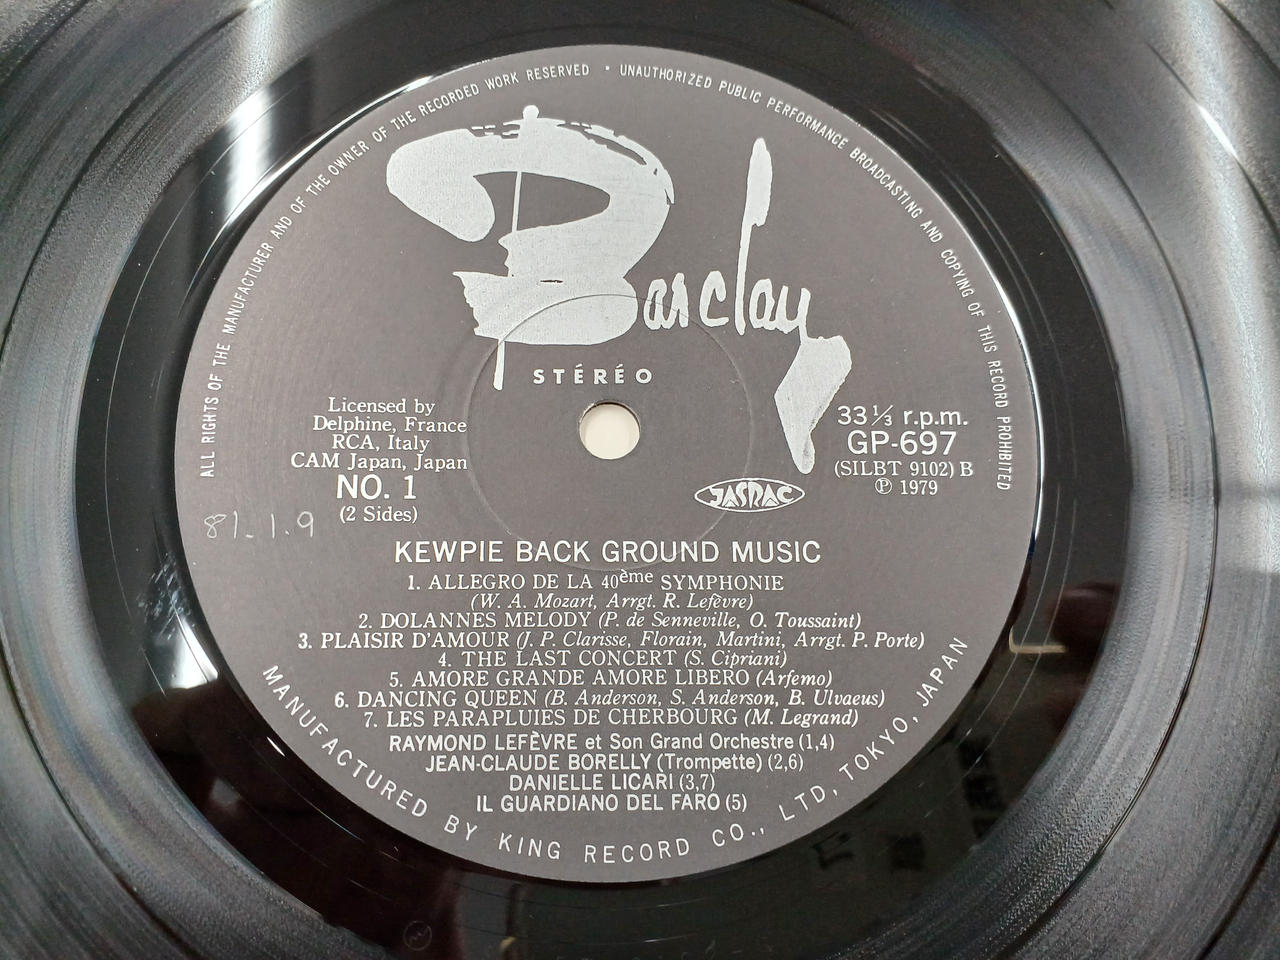 ALL RIGHTS OF THE MANUFACTURER AND OF THE OWNER OF THE RECORDED WORK RESERVED • UNAUTHORIZED PUBLIC PERFORMANCE BROADCASTING AND COPYING OF THIS RECORD PROHIBITED
Barclay
STÉRÉO
Licensed by
Delphine, France
RCA, Italy
CAM Japan, Japan
NO. 1
(2 Sides)
81.1.9
33 1/3 r.p.m.
GP-697
(SILBT 9102) B
℗ 1979
JASRAC
KEWPIE BACK GROUND MUSIC
1. ALLEGRO DE LA 40ème SYMPHONIE
(W. A. Mozart, Arrgt. R. Lefèvre)
2. DOLANNES MELODY (P. de Senneville, O. Toussaint)
3. PLAISIR D'AMOUR (J. P. Clarisse, Florain, Martini, Arrgt. P. Porte)
4. THE LAST CONCERT (S. Cipriani)
5. AMORE GRANDE AMORE LIBERO (Arfemo)
6. DANCING QUEEN (B. Anderson, S. Anderson, B. Ulvaeus)
7. LES PARAPLUIES DE CHERBOURG (M. Legrand)
RAYMOND LEFÈVRE et Son Grand Orchestre (1,4)
JEAN-CLAUDE BORELLY (Trompette) (2,6)
DANIELLE LICARI (3,7)
IL GUARDIANO DEL FARO (5)
MANUFACTURED BY KING RECORD CO., LTD, TOKYO, JAPAN